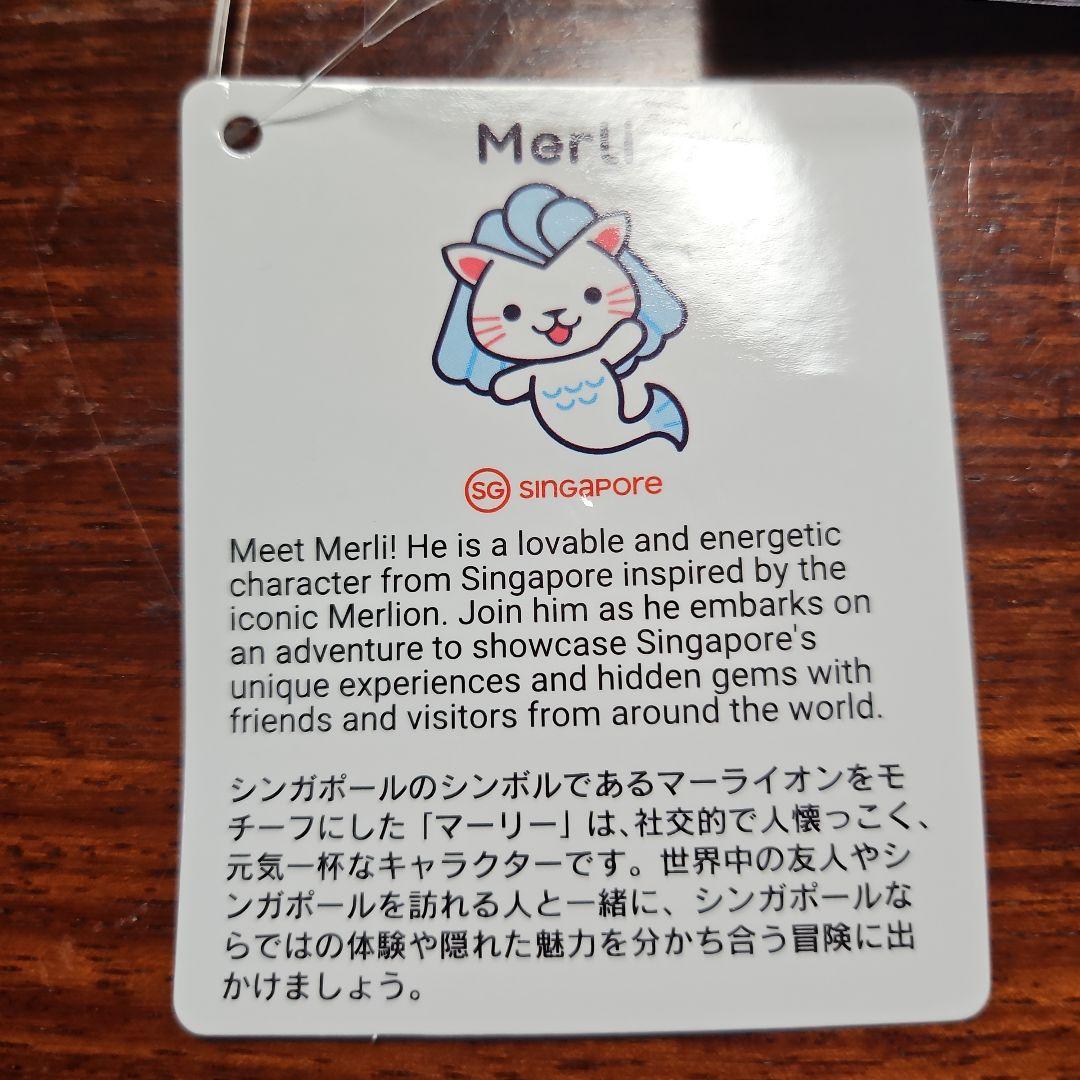 Merli
SG SINGAPORE
Meet Merli! He is a lovable and energetic
character from Singapore inspired by the
iconic Merlion. Join him as he embarks on
an adventure to showcase Singapore's
unique experiences and hidden gems with
friends and visitors from around the world.
シンガポールのシンボルであるマーライオンをモ
チーフにした「マーリー」は、社交的で人懐っこく、
元気一杯なキャラクターです。世界中の友人やシ
ンガポールを訪れる人と一緒に、シンガポールな
らではの体験や隠れた魅力を分かち合う冒険に出
かけましょう。